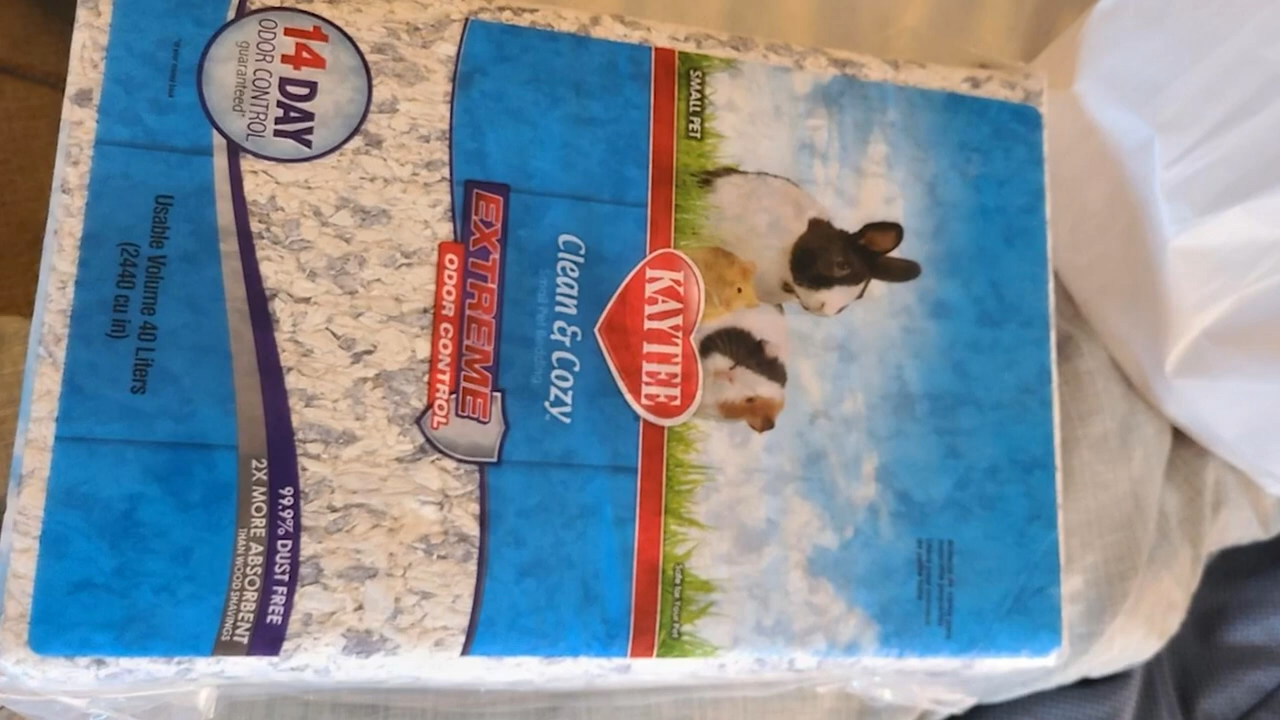 SMALL PET
Safe for Your Pet
KAYTEE
Clean & Cozy
Small Pet Bedding
EXTREME
ODOR CONTROL
14 DAY
ODOR CONTROL
guaranteed*
99.9% DUST FREE
2X MORE ABSORBENT
THAN WOOD SHAVINGS
Usable Volume 40 Liters
(2440 cu in)